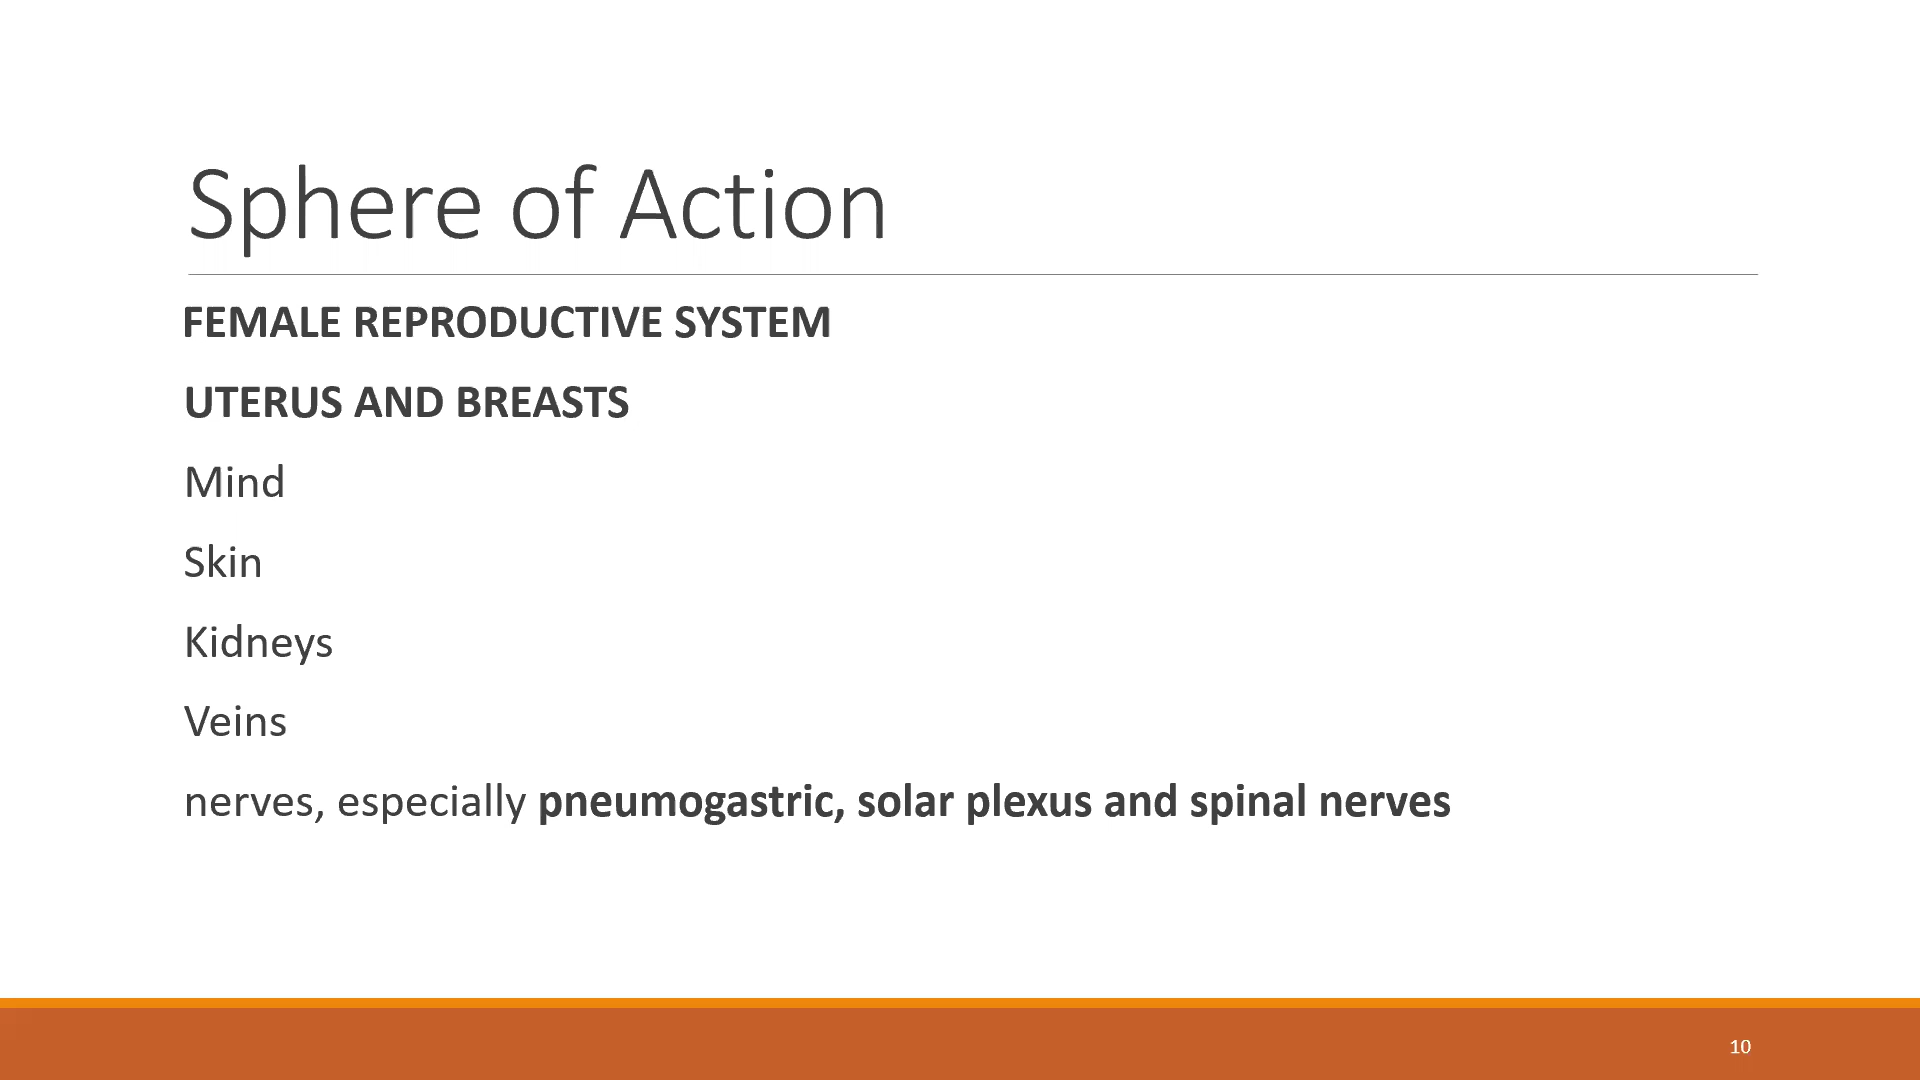 Sphere of Action
FEMALE REPRODUCTIVE SYSTEM
UTERUS AND BREASTS
Mind
Skin
Kidneys
Veins
nerves, especially pneumogastric, solar plexus and spinal nerves
10